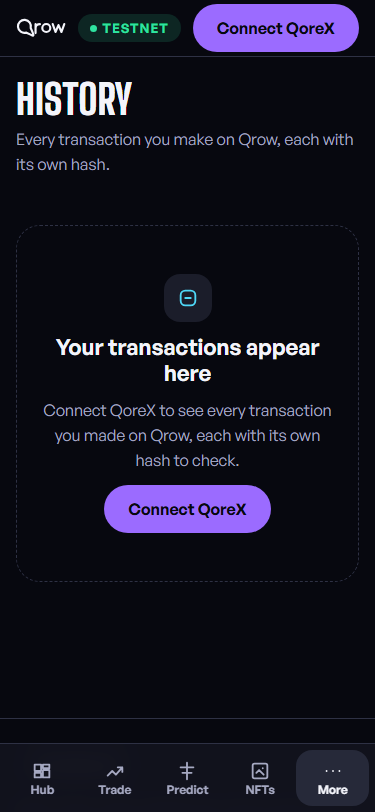 Qrow
TESTNET
Connect QoreX
HISTORY
Every transaction you make on Qrow, each with
its own hash.
Your transactions appear
here
Connect QoreX to see every transaction
you made on Qrow, each with its own
hash to check.
Connect QoreX
Hub
Trade
Predict
NFTs
More